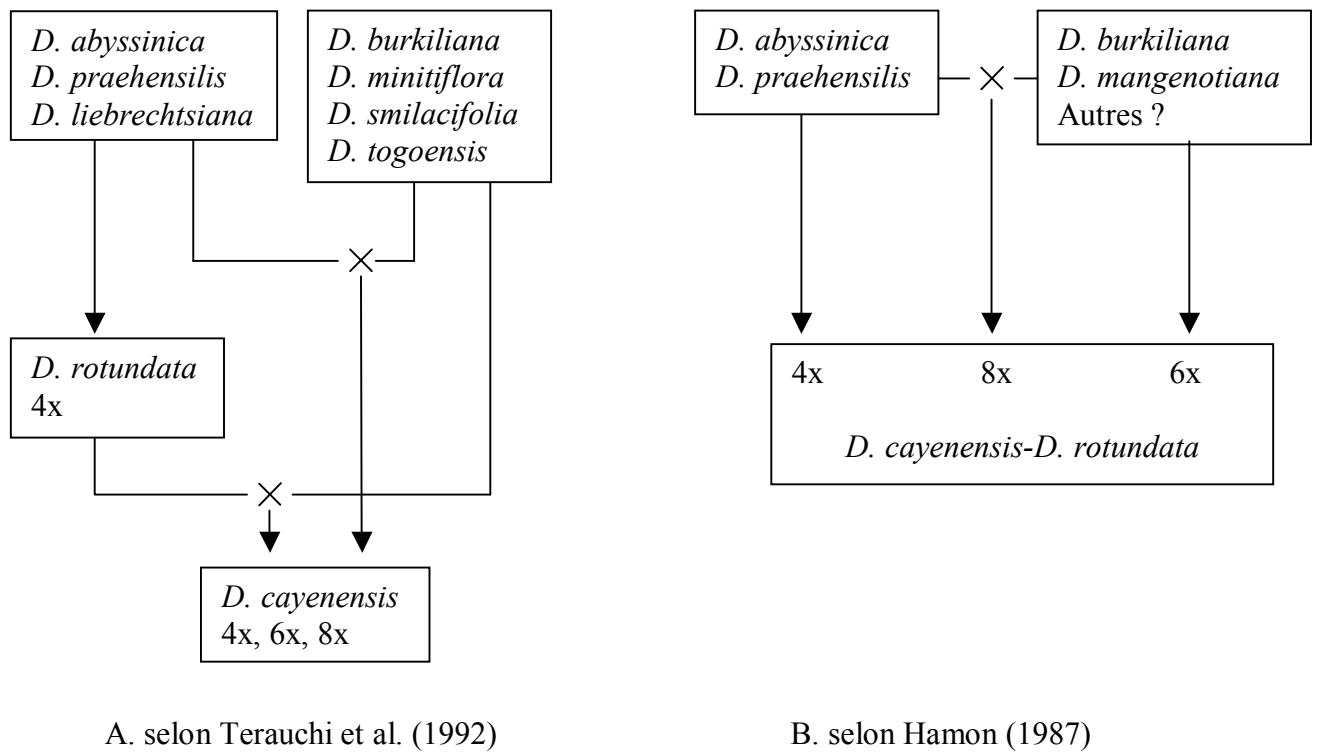 D. abyssinica
D. praehensilis
D. liebrechtsiana
D. burkiliana
D. minitiflora
D. smilacifolia
D. togoensis
D. rotundata
4x
D. cayenensis
4x, 6x, 8x
A. selon Terauchi et al. (1992)
D. abyssinica
D. praehensilis
D. burkiliana
D. mangenotiana
Autres ?
4x 8x 6x
D. cayenensis-D. rotundata
B. selon Hamon (1987)